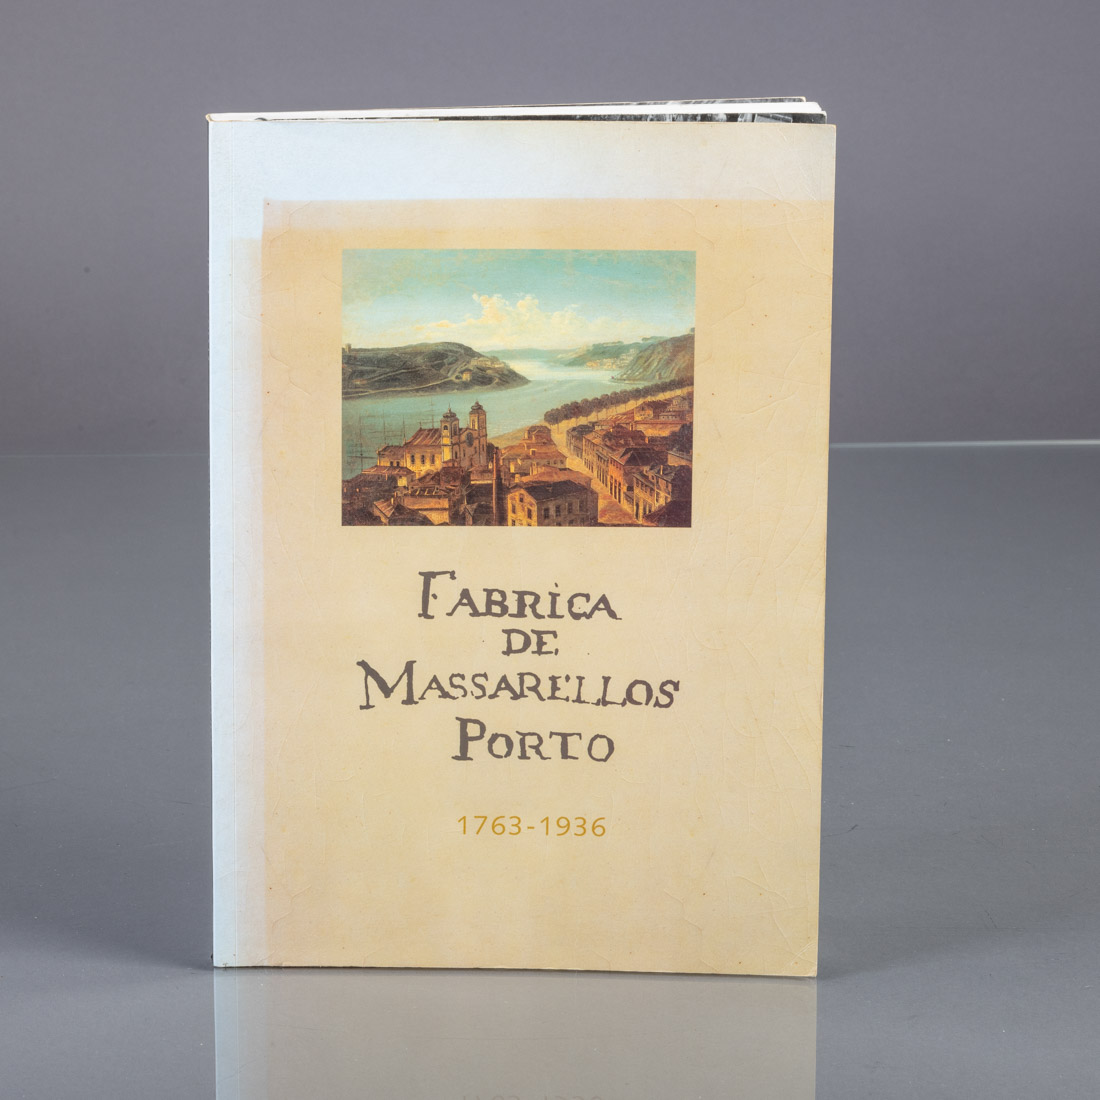 FABRICA
DE
MASSARELLOS
PORTO
1763-1936